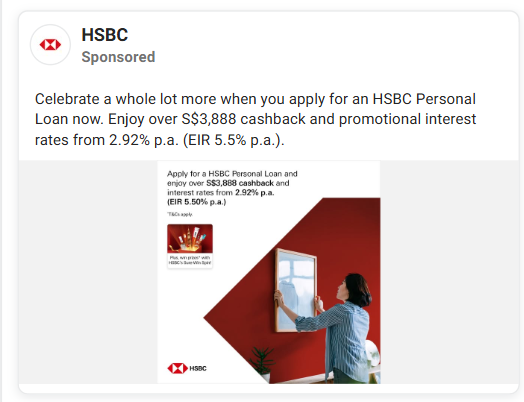 HSBC
Sponsored
Celebrate a whole lot more when you apply for an HSBC Personal
Loan now. Enjoy over S$3,888 cashback and promotional interest
rates from 2.92% p.a. (EIR 5.5% p.a.).
Apply for a HSBC Personal Loan and
enjoy over S$3,888 cashback and
interest rates from 2.92% p.a.
(EIR 5.50% p.a.)
*T&Cs apply.
Plus, win prizes* with
HSBC's Sure-Win Spin!
HSBC